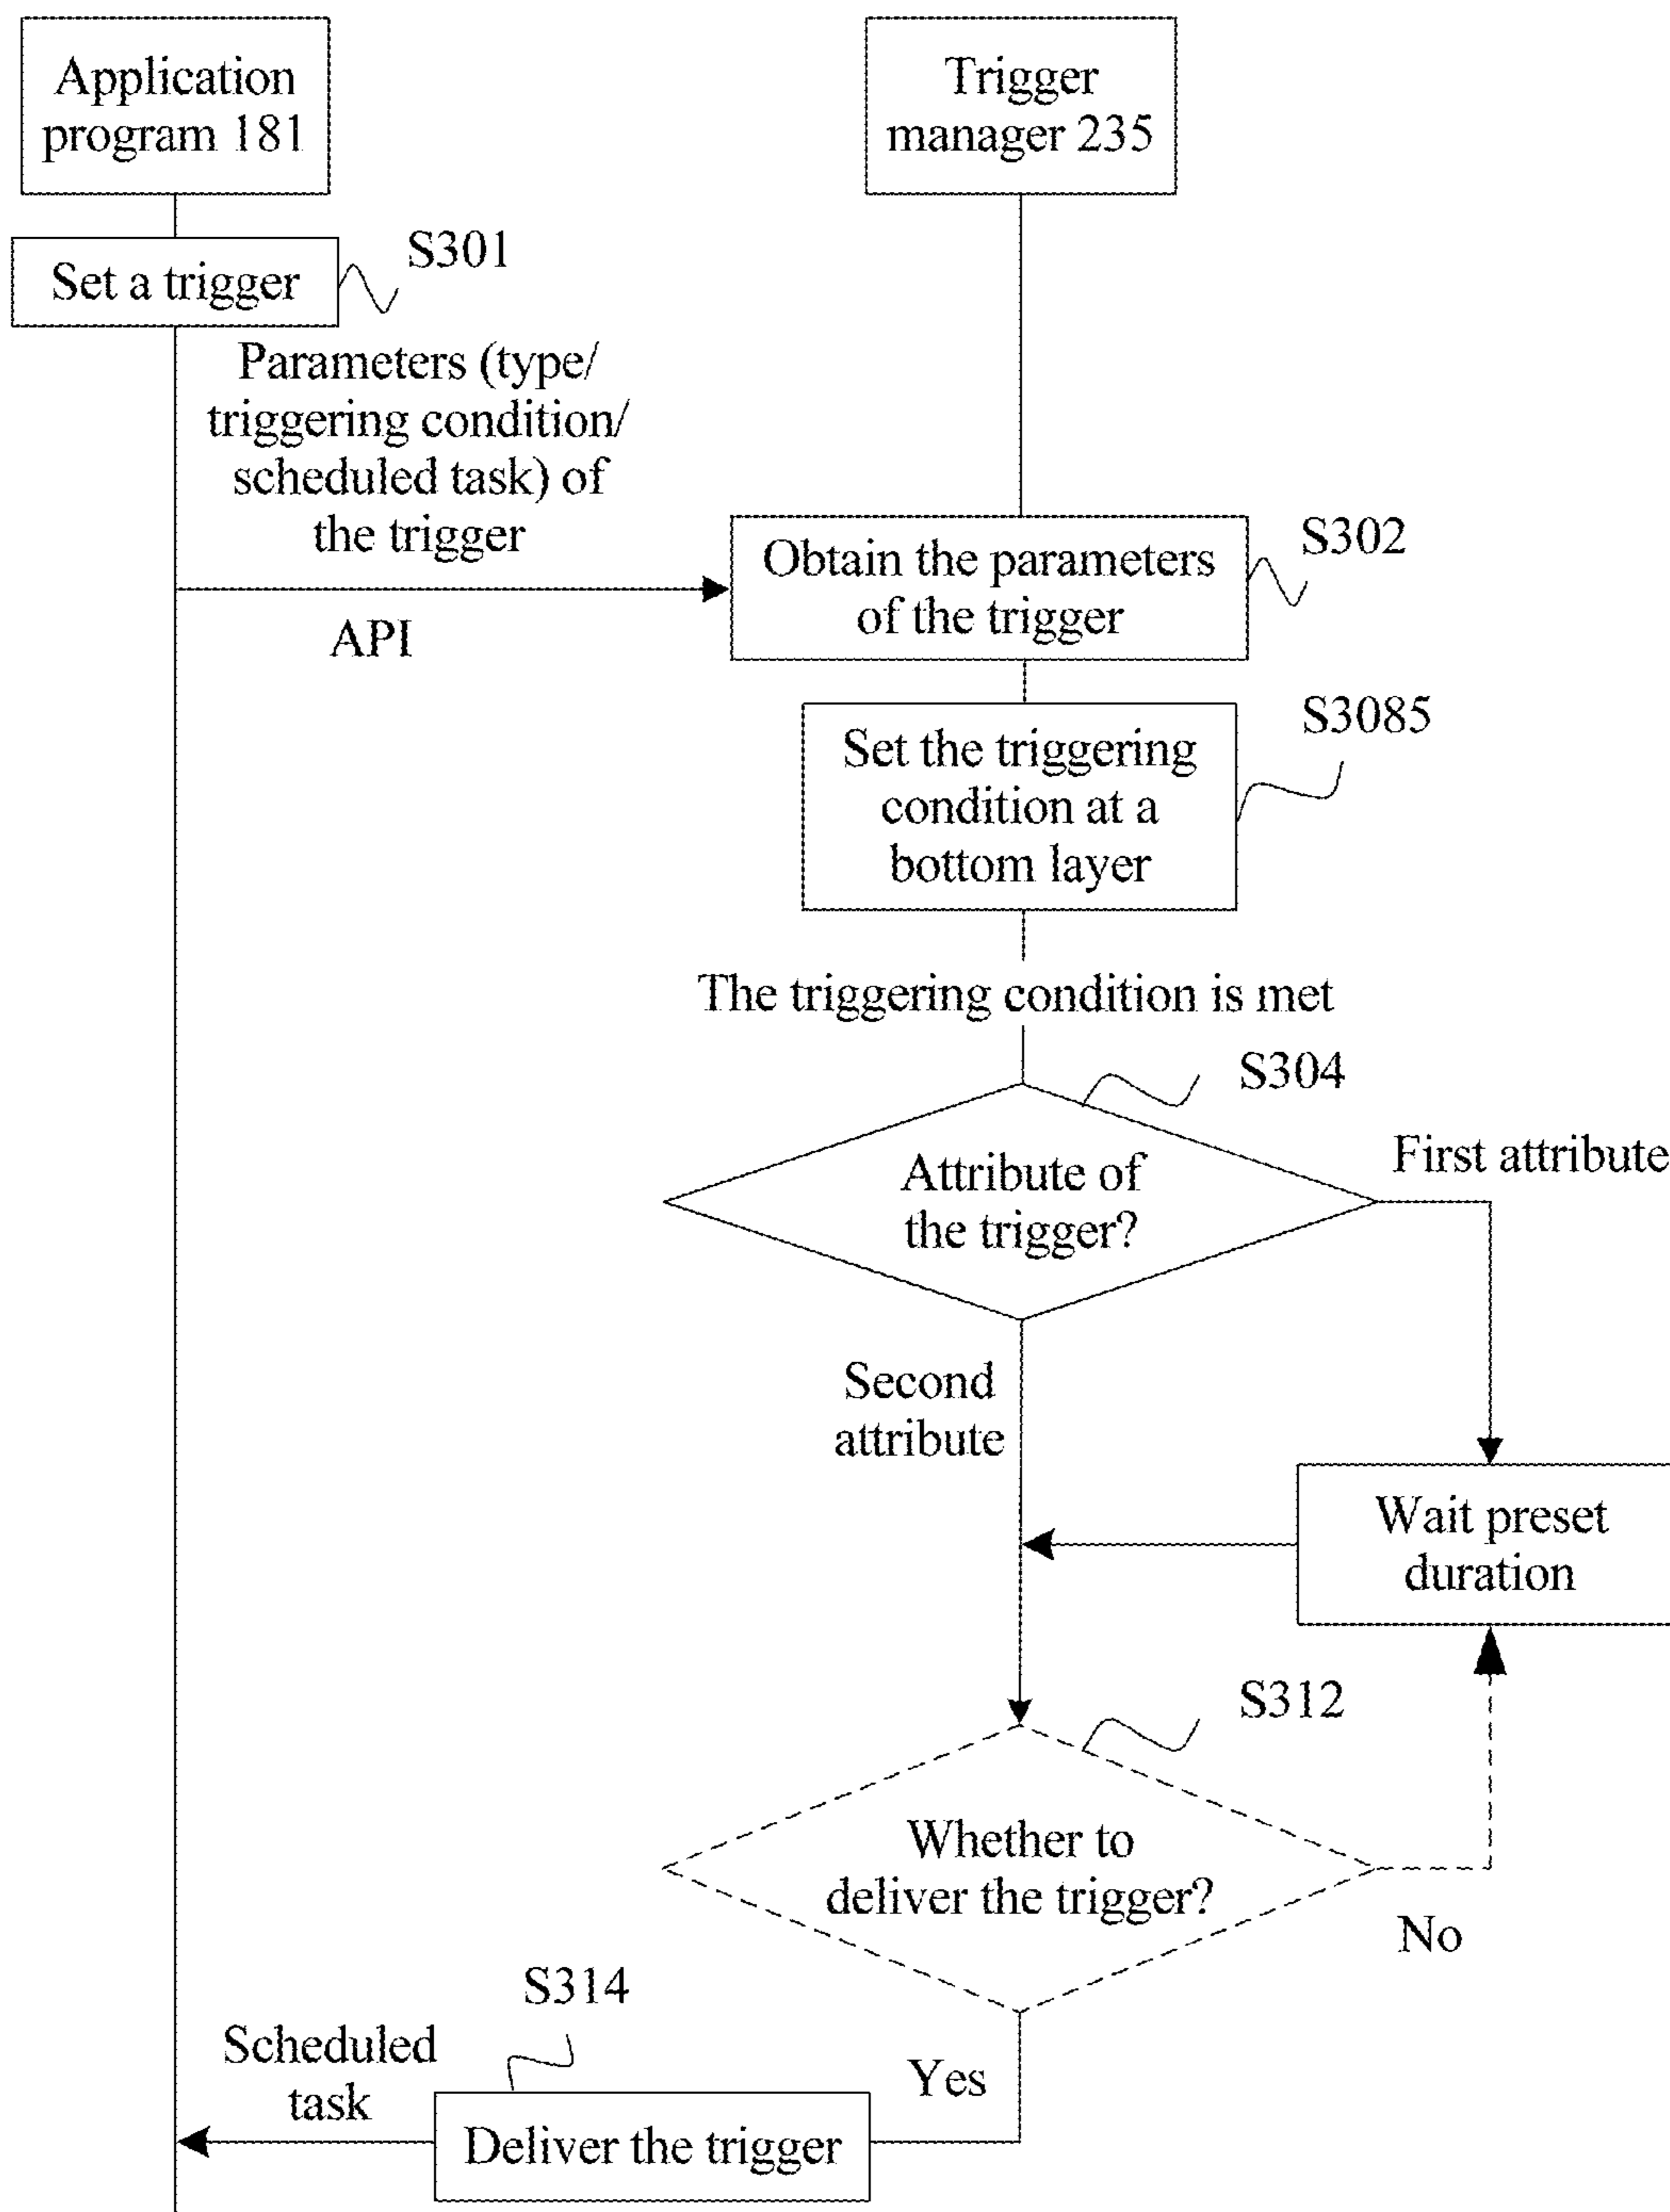 Application
program 181
Trigger
manager 235
S301
Set a trigger
Parameters (type/
triggering condition/
scheduled task) of
the trigger
S302
Obtain the parameters
of the trigger
API
S3085
Set the triggering
condition at a
bottom layer
The triggering condition is met
S304
First attribute
Attribute of
the trigger?
Second
attribute
Wait preset
duration
S312
Whether to
deliver the trigger?
No
S314
Scheduled
task
Yes
Deliver the trigger